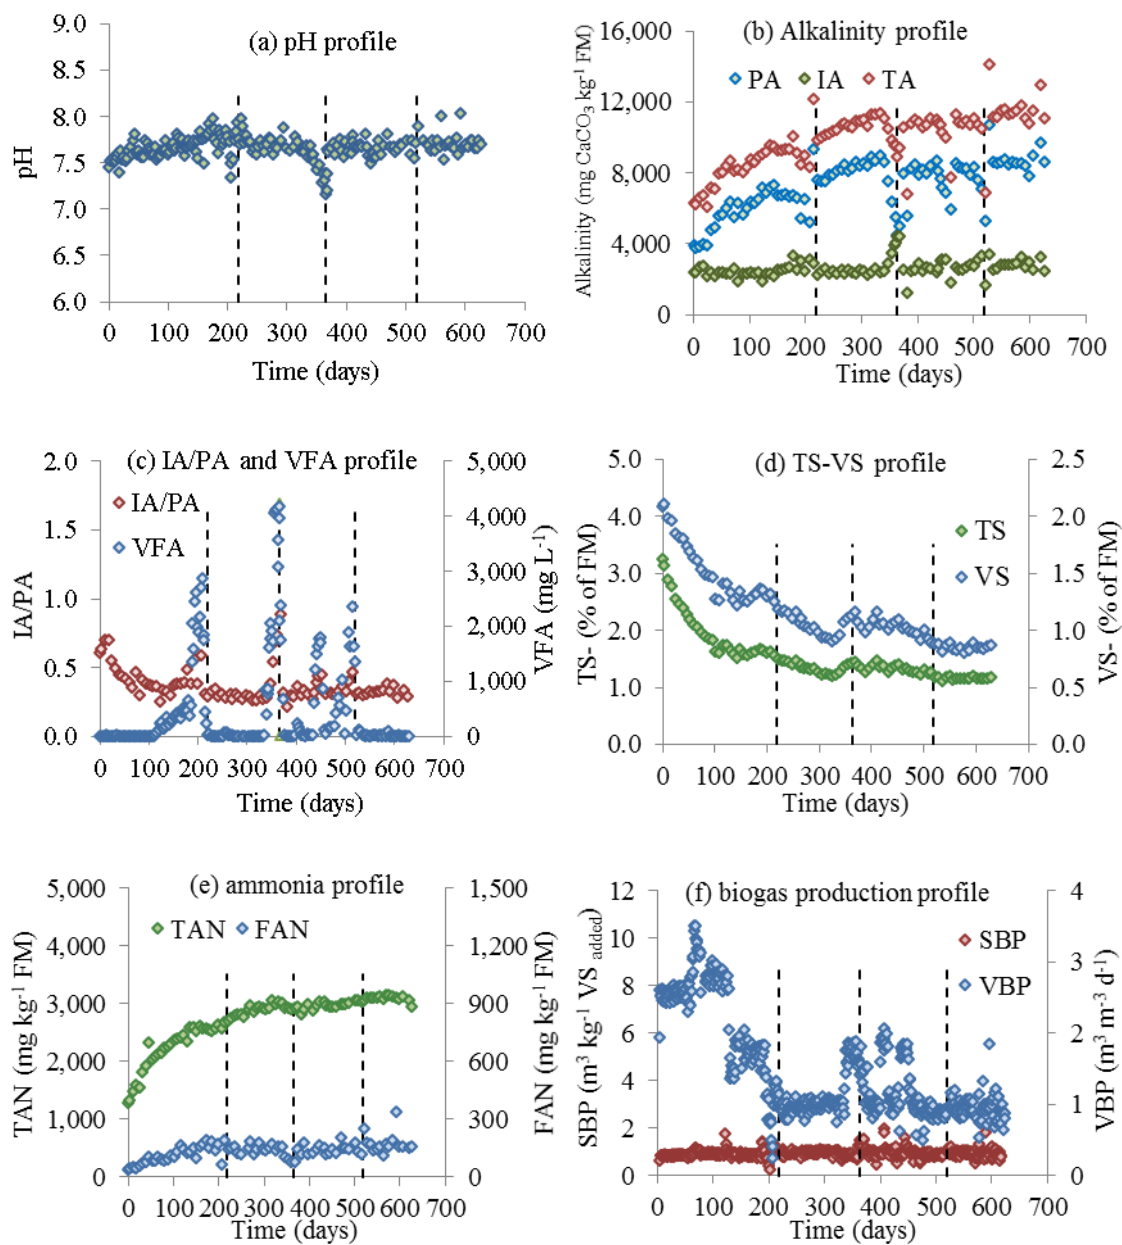 (a) pH profile
9.0
8.5
8.0
7.5
7.0
6.5
6.0
pH
0 100 200 300 400 500 600 700
Time (days)
(b) Alkalinity profile
PA IA TA
16,000
12,000
8,000
4,000
0
Alkalinity (mg CaCO3 kg-1 FM)
0 100 200 300 400 500 600 700
Time (days)
(c) IA/PA and VFA profile
IA/PA
VFA
2.0
1.5
1.0
0.5
0.0
IA/PA
5,000
4,000
3,000
2,000
1,000
0
VFA (mg L-1)
0 100 200 300 400 500 600 700
Time (days)
(d) TS-VS profile
TS
VS
5.0
4.0
3.0
2.0
1.0
0.0
TS- (% of FM)
2.5
2.0
1.5
1.0
0.5
0.0
VS- (% of FM)
0 100 200 300 400 500 600 700
Time (days)
(e) ammonia profile
TAN FAN
5,000
4,000
3,000
2,000
1,000
0
TAN (mg kg-1 FM)
1,500
1,200
900
600
300
0
FAN (mg kg-1 FM)
0 100 200 300 400 500 600 700
Time (days)
(f) biogas production profile
SBP
VBP
12
10
8
6
4
2
0
SBP (m3 kg-1 VS added)
4
3
2
1
0
VBP (m3 m-3 d-1)
0 100 200 300 400 500 600 700
Time (days)